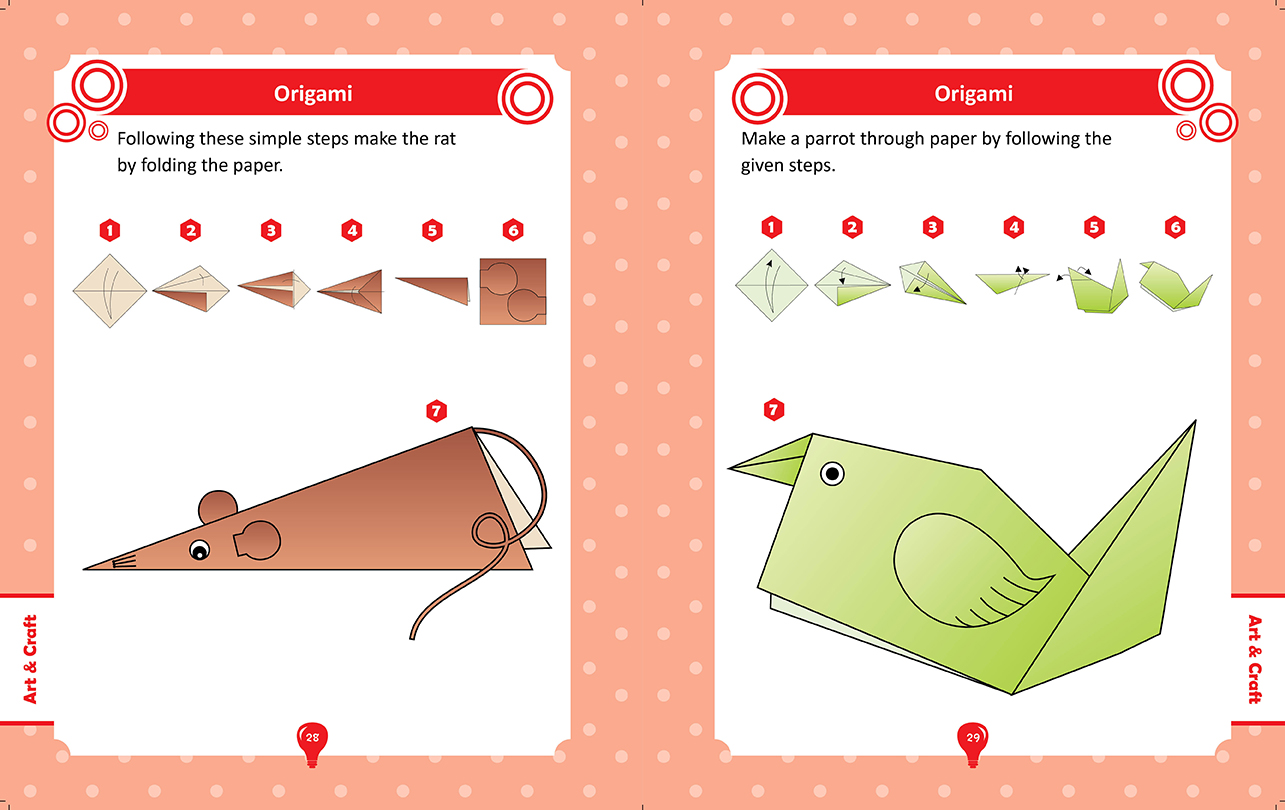 Origami
Following these simple steps make the rat
by folding the paper.
1 2 3 4 5 6
7
Art & Craft
28
Origami
Make a parrot through paper by following the
given steps.
1 2 3 4 5 6
7
Art & Craft
29